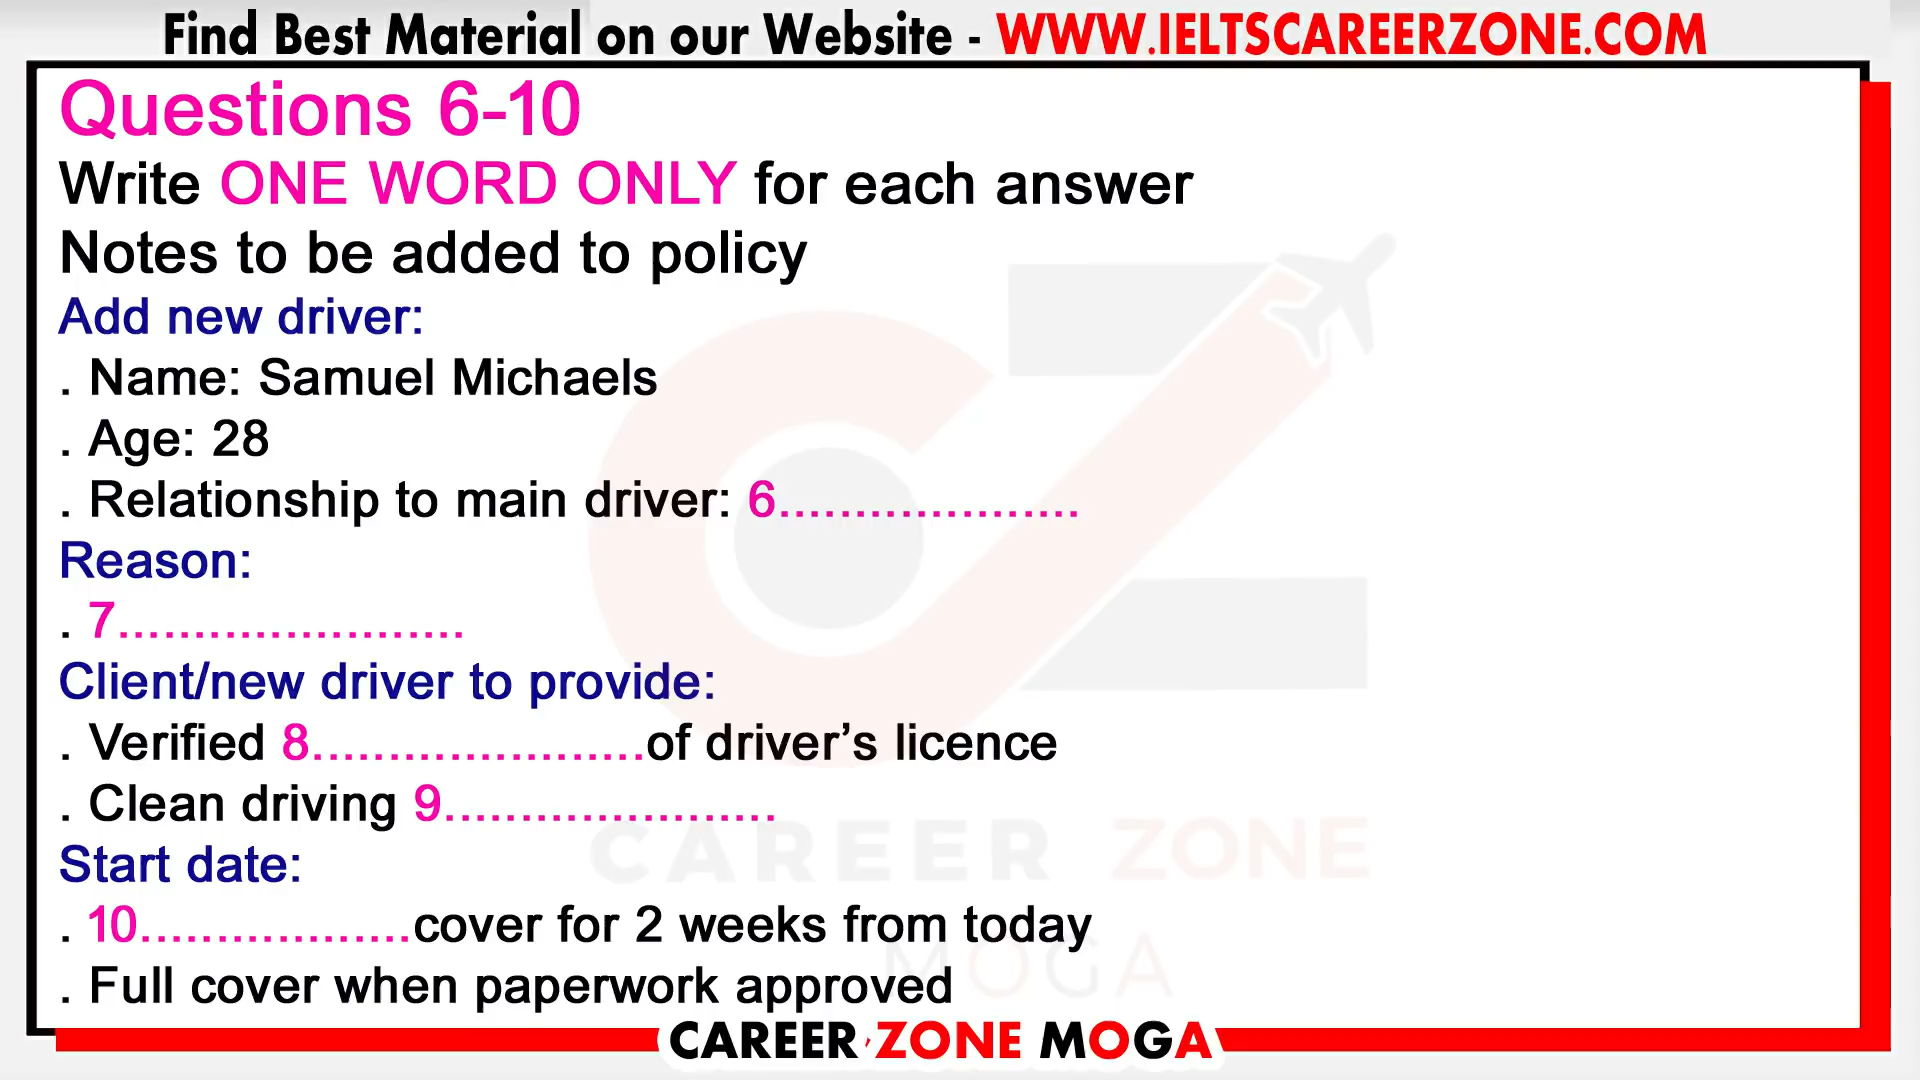 Find Best Material on our Website - WWW.IELTSCAREERZONE.COM
Questions 6-10
Write ONE WORD ONLY for each answer
Notes to be added to policy
Add new driver:
. Name: Samuel Michaels
. Age: 28
. Relationship to main driver: 6....................
Reason:
. 7.......................
Client/new driver to provide:
. Verified 8......................of driver’s licence
. Clean driving 9......................
CAREER ZONE
Start date:
. 10..................cover for 2 weeks from today
MOGA
. Full cover when paperwork approved
CAREER ZONE MOGA